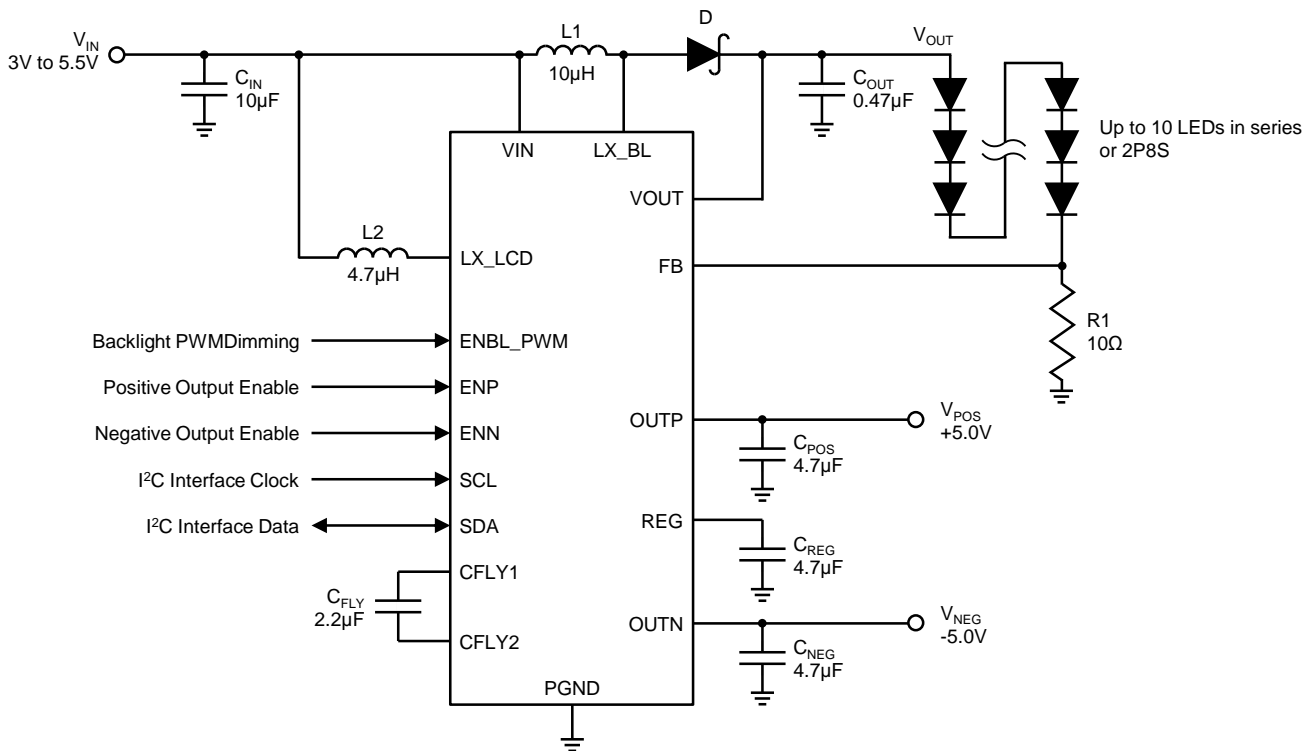 V_IN
3V to 5.5V
C_IN
10µF
L1
10µH
D
V_OUT
C_OUT
0.47µF
Up to 10 LEDs in series
or 2P8S
VIN
LX_BL
VOUT
L2
4.7µH
LX_LCD
FB
R1
10Ω
Backlight PWMDimming
ENBL_PWM
Positive Output Enable
ENP
Negative Output Enable
ENN
I²C Interface Clock
SCL
I²C Interface Data
SDA
OUTP
V_POS
+5.0V
C_POS
4.7µF
REG
C_REG
4.7µF
CFLY1
C_FLY
2.2µF
CFLY2
OUTN
V_NEG
-5.0V
C_NEG
4.7µF
PGND